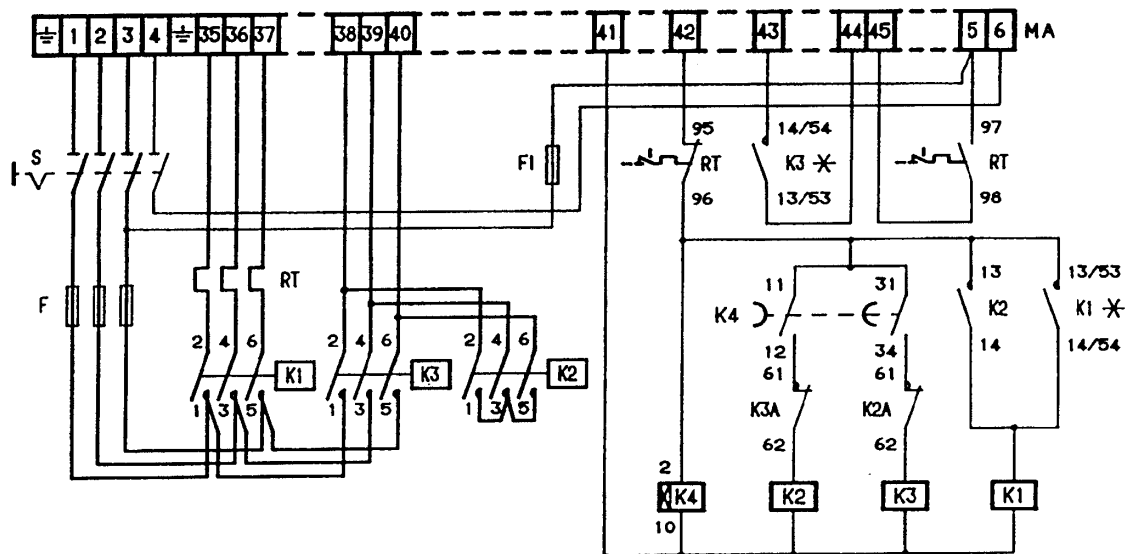 1 2 3 4 35 36 37 38 39 40 41 42 43 44 45 5 6 MA
S
F1
95 14/54 97
RT K3 RT
96 13/53 98
F
RT
2 4 6 2 4 6 2 4 6
K1 K3 K2
1 3 5 1 3 5 1 3 5
11 31 13 13/53
K4 K2 K1
12 34 14 14/54
61 61
K3A K2A
62 62
2
K4 K2 K3 K1
10